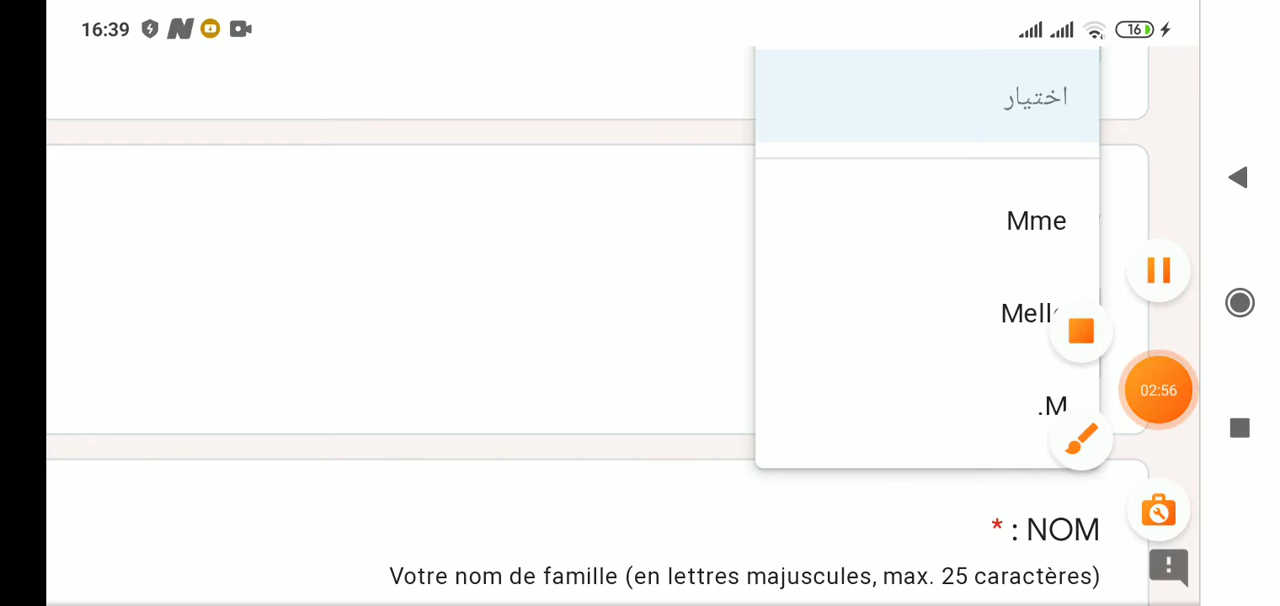 16:39
16
اختيار
Mme
M.
02:56
NOM : *
Votre nom de famille (en lettres majuscules, max. 25 caractères)